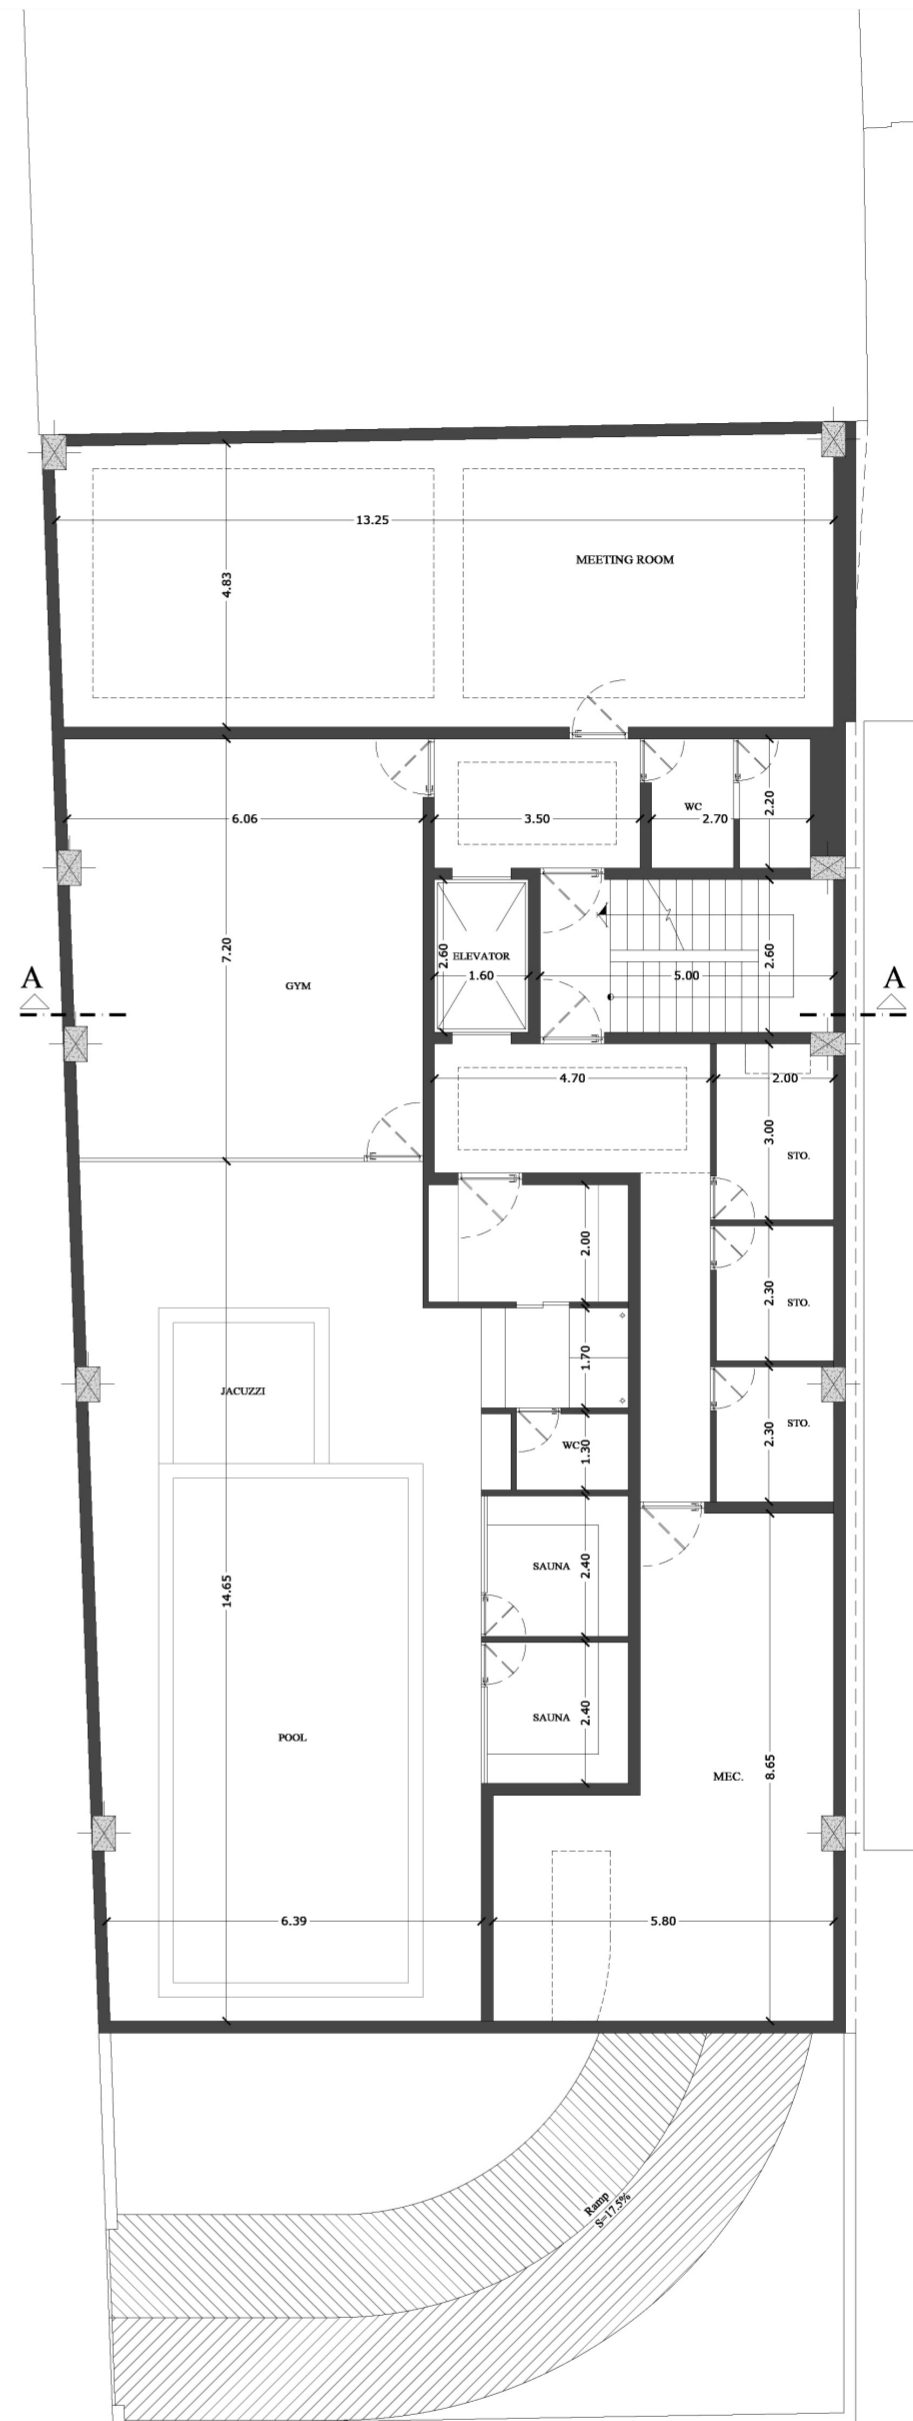 13.25
MEETING ROOM
4.83
6.06
3.50
WC
2.70
2.20
7.20
2.60
ELEVATOR
1.60
5.00
2.60
A
A
GYM
4.70
2.00
3.00
STO.
2.00
2.30
STO.
1.70
JACUZZI
STO.
2.30
WC
1.30
SAUNA
2.40
14.65
SAUNA
2.40
POOL
MEC.
8.65
6.39
5.80
Ramp
S=17.5%